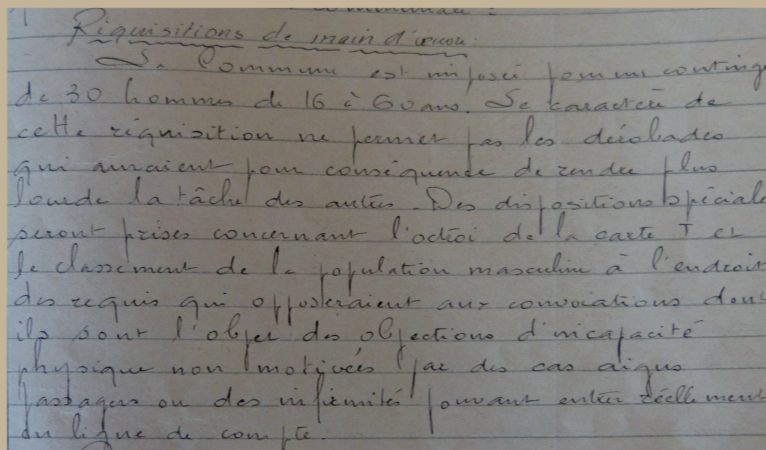 Réquisitions de main d'œuvre.
La Commune est imposée pour un conting
de 30 hommes de 16 à 60 ans. Le caractère de
cette réquisition ne permet pas les dérobades
qui auraient pour conséquence de rendre plus
lourde la tâche des autres. Des dispositions spéciale
seront prises concernant l'octroi de la carte T et
le classement de la population masculine à l'endroit
des requis qui opposeraient aux convocations dont
ils sont l'objet des objections d'incapacité
physique non motivées par des cas aigus
passagers ou des infirmités pouvant entrer réellement
en ligne de compte.